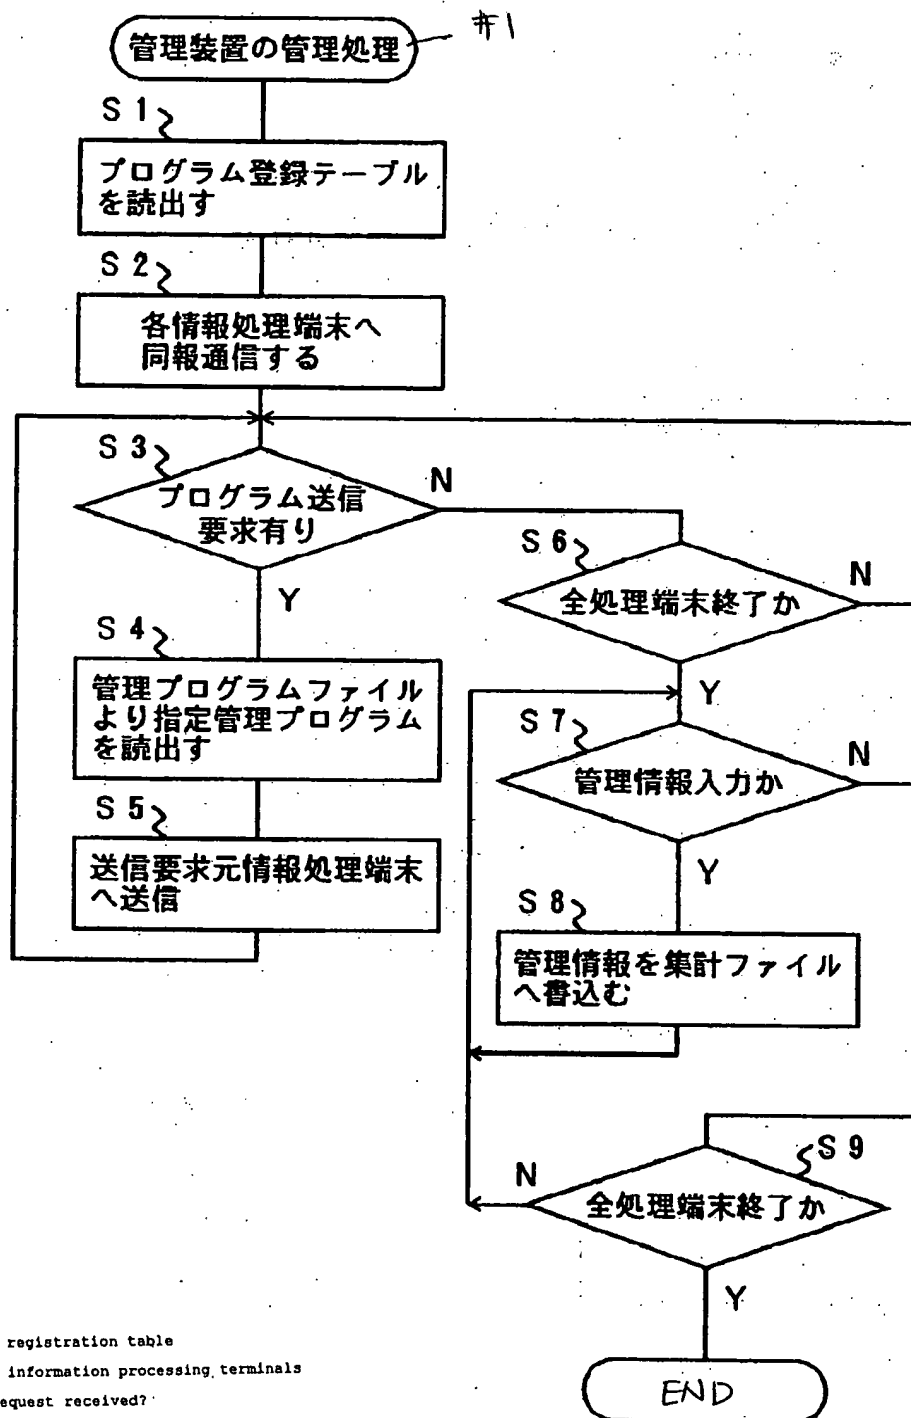 管理装置の管理処理
#1
S1
プログラム登録テーブル
を読出す
S2
各情報処理端末へ
同報通信する
S3
プログラム送信
要求有り
N
Y
S4
管理プログラムファイル
より指定管理プログラム
を読出す
S5
送信要求元情報処理端末
へ送信
S6
全処理端末終了か
N
Y
S7
管理情報入力か
N
Y
S8
管理情報を集計ファイル
へ書込む
S9
全処理端末終了か
N
Y
END
registration table
information processing terminals
equest received?